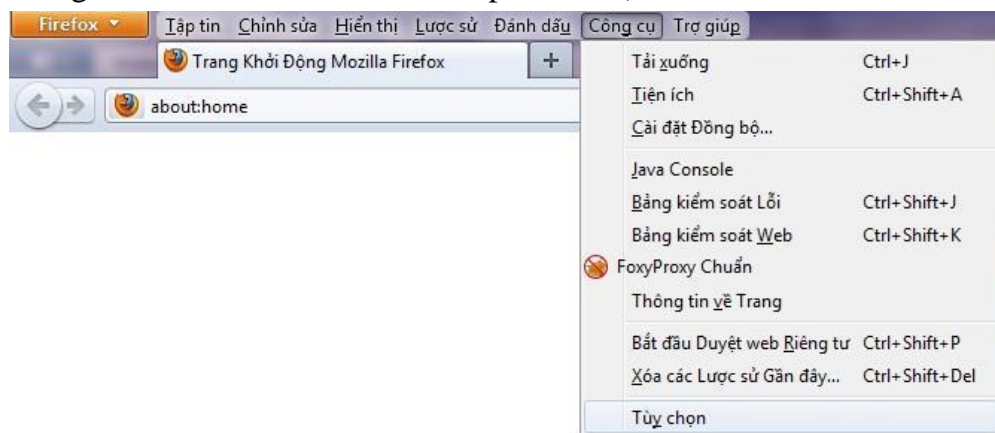 Firefox Tập tin Chỉnh sửa Hiển thị Lược sử Đánh dấu Công cụ Trợ giúp
Trang Khởi Động Mozilla Firefox +
about:home
Tải xuống Ctrl+J
Tiện ích Ctrl+Shift+A
Cài đặt Đồng bộ...
Java Console
Bảng kiểm soát Lỗi Ctrl+Shift+J
Bảng kiểm soát Web Ctrl+Shift+K
FoxyProxy Chuẩn
Thông tin về Trang
Bắt đầu Duyệt web Riêng tư Ctrl+Shift+P
Xóa các Lược sử Gần đây... Ctrl+Shift+Del
Tùy chọn